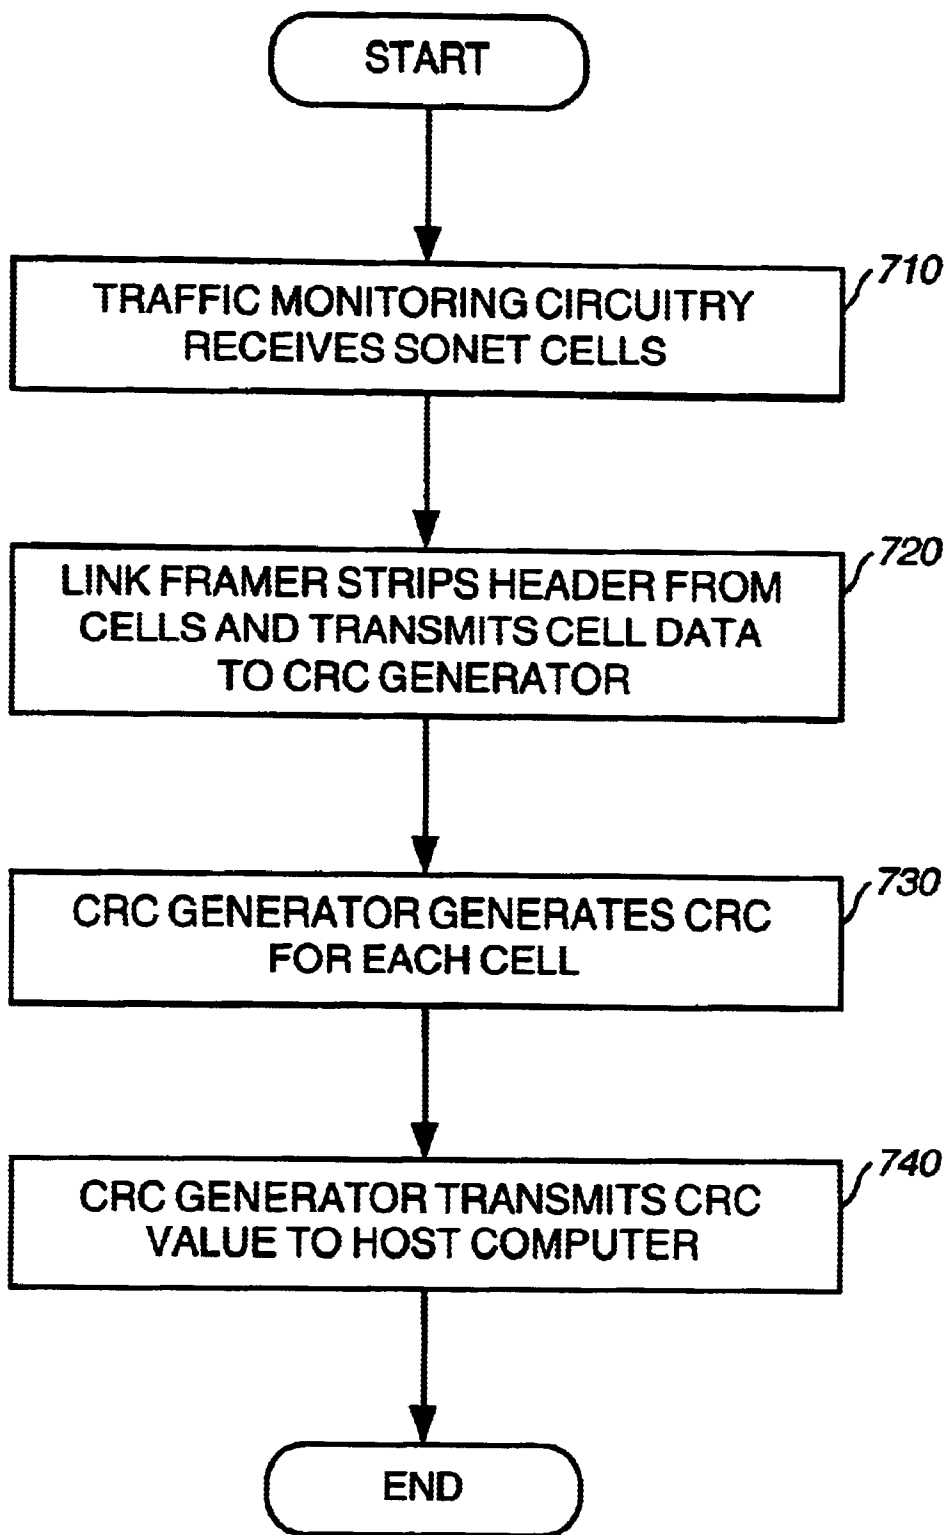 START
710
TRAFFIC MONITORING CIRCUITRY
RECEIVES SONET CELLS
720
LINK FRAMER STRIPS HEADER FROM
CELLS AND TRANSMITS CELL DATA
TO CRC GENERATOR
730
CRC GENERATOR GENERATES CRC
FOR EACH CELL
740
CRC GENERATOR TRANSMITS CRC
VALUE TO HOST COMPUTER
END